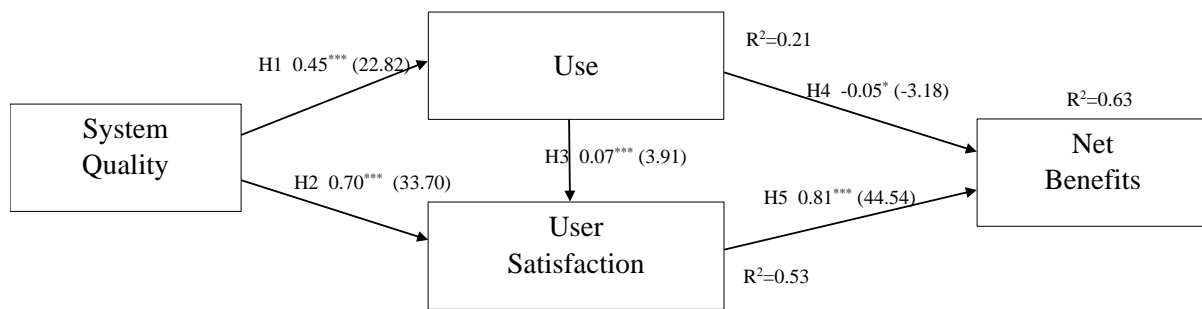 Use
R²=0.21
H1 0.45*** (22.82)
H4 -0.05* (-3.18)
R²=0.63
System
Quality
Net
Benefits
H3 0.07*** (3.91)
H2 0.70*** (33.70)
H5 0.81*** (44.54)
User
Satisfaction
R²=0.53